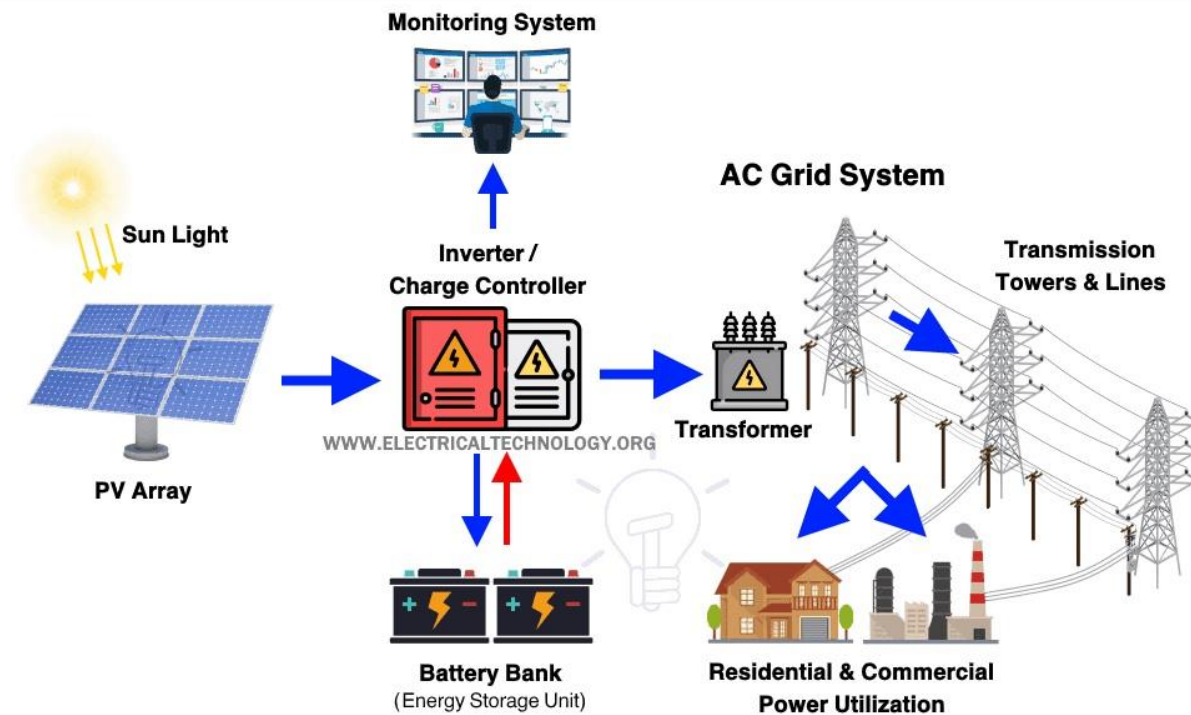 Monitoring System
AC Grid System
Sun Light
Inverter /
Charge Controller
Transmission
Towers & Lines
WWW.ELECTRICALTECHNOLOGY.ORG
Transformer
PV Array
Battery Bank
(Energy Storage Unit)
Residential & Commercial
Power Utilization